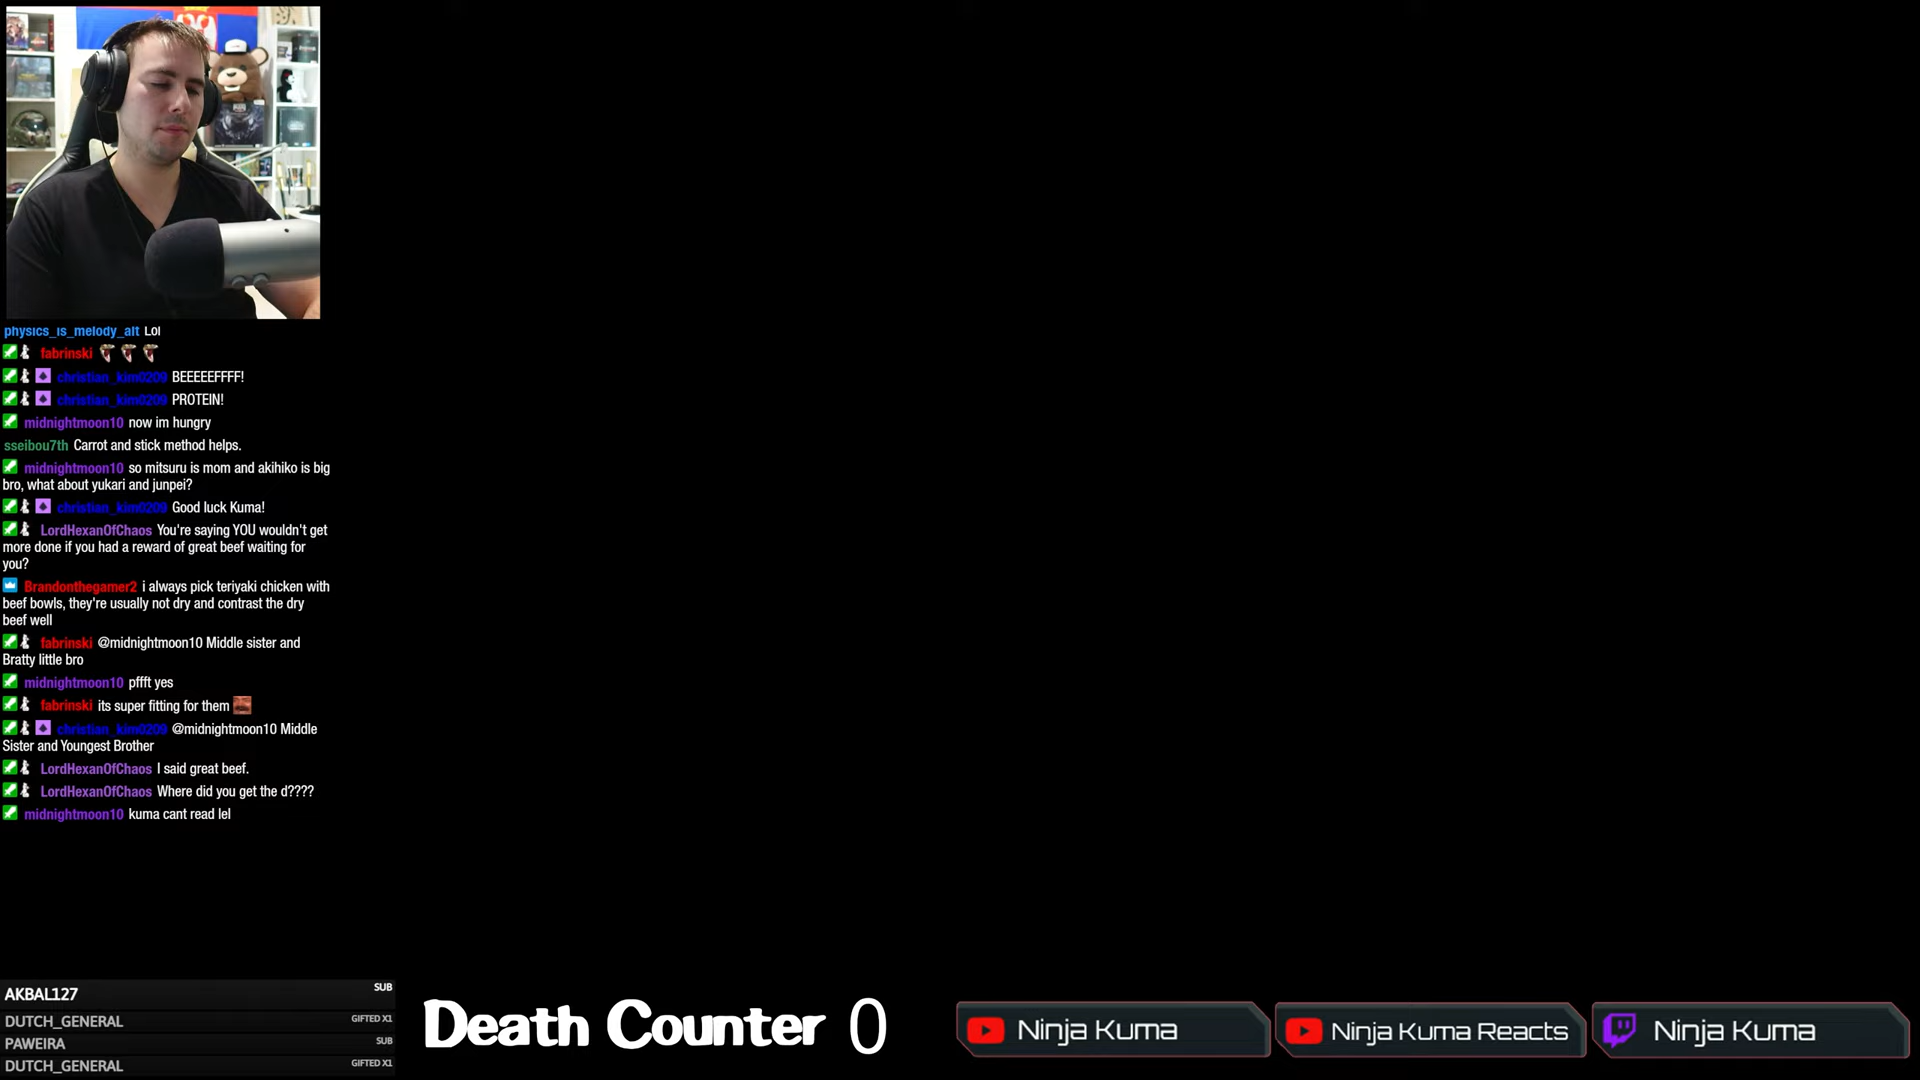 physics_is_melody_alt Lol
fabrinski
christian_kim0209 BEEEEEFFFF!
christian_kim0209 PROTEIN!
midnightmoon10 now im hungry
sseibou7th Carrot and stick method helps.
midnightmoon10 so mitsuru is mom and akihiko is big
bro, what about yukari and junpei?
christian_kim0209 Good luck Kuma!
LordHexanOfChaos You're saying YOU wouldn't get
more done if you had a reward of great beef waiting for
you?
Brandonthegamer2 i always pick teriyaki chicken with
beef bowls, they're usually not dry and contrast the dry
beef well
fabrinski @midnightmoon10 Middle sister and
Bratty little bro
midnightmoon10 pffft yes
fabrinski its super fitting for them
christian_kim0209 @midnightmoon10 Middle
Sister and Youngest Brother
LordHexanOfChaos I said great beef.
LordHexanOfChaos Where did you get the d????
midnightmoon10 kuma cant read lel
AKBAL127 SUB
DUTCH_GENERAL GIFTED X1
PAWEIRA SUB
DUTCH_GENERAL GIFTED X1
Death Counter 0
Ninja Kuma
Ninja Kuma Reacts
Ninja Kuma